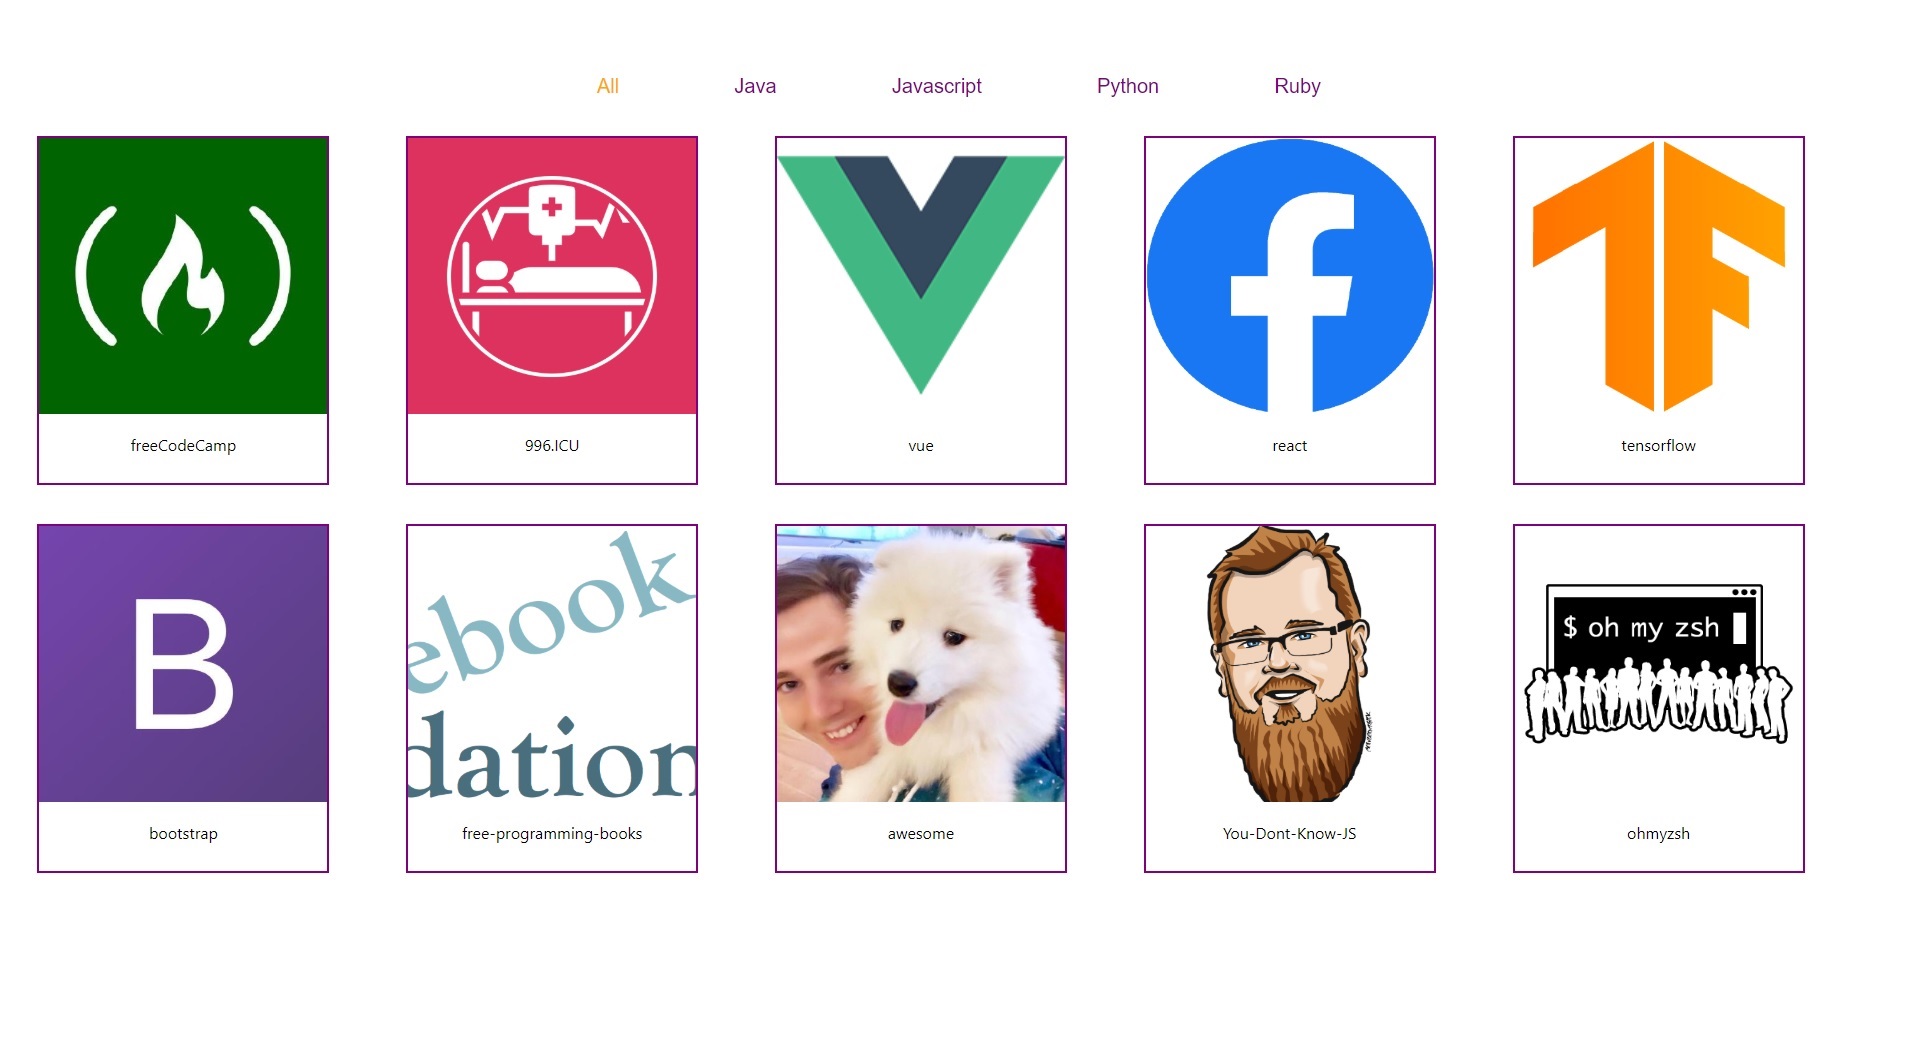 All
Java
Javascript
Python
Ruby
freeCodeCamp
996.ICU
vue
react
tensorflow
B
ebook
dation
$ oh my zsh
bootstrap
free-programming-books
awesome
You-Dont-Know-JS
ohmyzsh